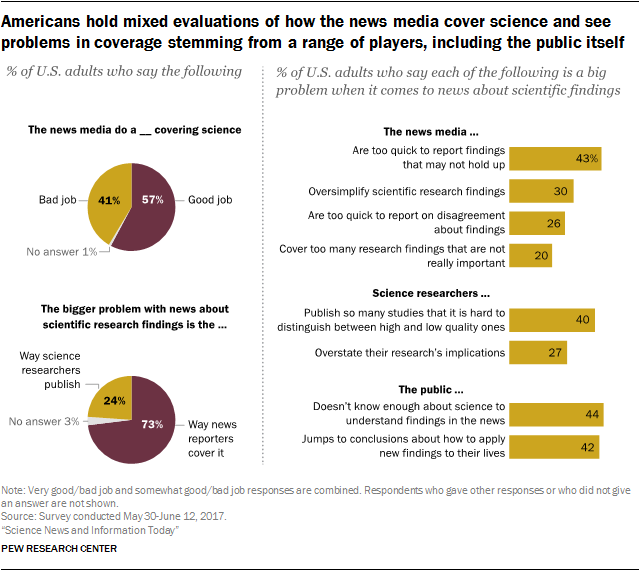 Americans hold mixed evaluations of how the news media cover science and see
problems in coverage stemming from a range of players, including the public itself
% of U.S. adults who say the following
The news media do a __ covering science
Bad job
41%
57%
Good job
No answer 1%
The bigger problem with news about
scientific research findings is the ...
Way science
researchers
publish
24%
No answer 3%
73%
Way news
reporters
cover it
% of U.S. adults who say each of the following is a big
problem when it comes to news about scientific findings
The news media ...
Are too quick to report findings
that may not hold up
43%
Oversimplify scientific research findings
30
Are too quick to report on disagreement
about findings
26
Cover too many research findings that are not
really important
20
Science researchers ...
Publish so many studies that it is hard to
distinguish between high and low quality ones
40
Overstate their research’s implications
27
The public ...
Doesn’t know enough about science to
understand findings in the news
44
Jumps to conclusions about how to apply
new findings to their lives
42
Note: Very good/bad job and somewhat good/bad job responses are combined. Respondents who gave other responses or who did not give
an answer are not shown.
Source: Survey conducted May 30-June 12, 2017.
“Science News and Information Today”
PEW RESEARCH CENTER